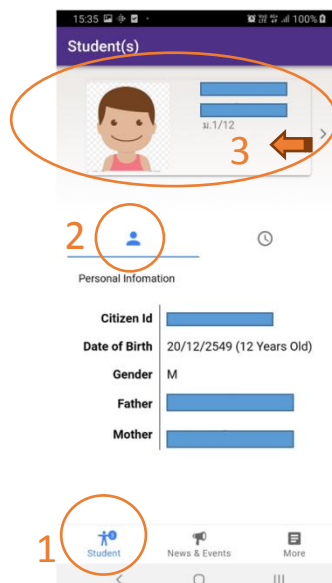 15:35
100%
Student(s)
ม.1/12
3
2
Personal Infomation
Citizen Id
Date of Birth 20/12/2549 (12 Years Old)
Gender M
Father
Mother
1
Student News & Events More